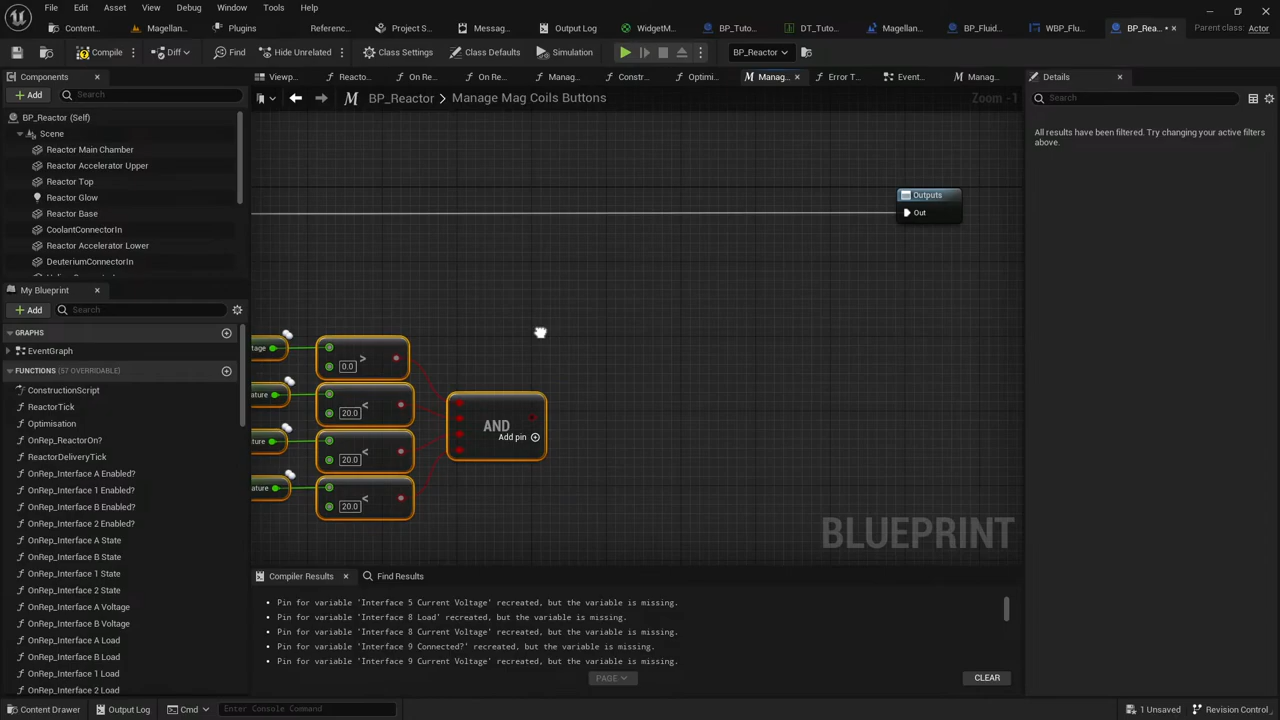 File Edit Asset View Debug Window Tools Help
Conten... Magellan... Plugins Referenc... Project S... Messag... Output Log WidgetM... BP_Tuto... DT_Tuto... Magellan... BP_Fluid... WBP_Flu... BP_Rea... Parent class: Actor
Compile Diff Find Hide Unrelated Class Settings Class Defaults Simulation BP_Reactor
Components Viewp... Reacto... On Re... On Re... Manag... Constr... Optimi... Manag... Error T... Event... Manag... Details
+ Add Search
BP_Reactor > Manage Mag Coils Buttons Zoom -1 Search
BP_Reactor (Self)
Scene
All results have been filtered. Try changing your active filters
above.
Reactor Main Chamber
Reactor Accelerator Upper
Reactor Top
Reactor Glow
Reactor Base
CoolantConnectorIn
Reactor Accelerator Lower
DeuteriumConnectorIn
Outputs
Out
My Blueprint
+ Add Search
GRAPHS
EventGraph
FUNCTIONS (57 OVERRIDABLE)
ConstructionScript
ReactorTick
Optimisation
OnRep_ReactorOn?
ReactorDeliveryTick
OnRep_Interface A Enabled?
OnRep_Interface 1 Enabled?
OnRep_Interface B Enabled?
OnRep_Interface 2 Enabled?
OnRep_Interface A State
OnRep_Interface B State
OnRep_Interface 1 State
OnRep_Interface 2 State
OnRep_Interface A Voltage
OnRep_Interface B Voltage
OnRep_Interface A Load
OnRep_Interface B Load
OnRep_Interface 1 Load
OnRep_Interface 2 Load
tage
0.0 >
ature
20.0 <
ture
20.0 <
ature
20.0 <
AND
Add pin
BLUEPRINT
Compiler Results Find Results
• Pin for variable 'Interface 5 Current Voltage' recreated, but the variable is missing.
• Pin for variable 'Interface 8 Load' recreated, but the variable is missing.
• Pin for variable 'Interface 8 Current Voltage' recreated, but the variable is missing.
• Pin for variable 'Interface 9 Connected?' recreated, but the variable is missing.
• Pin for variable 'Interface 9 Current Voltage' recreated, but the variable is missing.
PAGE CLEAR
Content Drawer Output Log Cmd Enter Console Command 1 Unsaved Revision Control